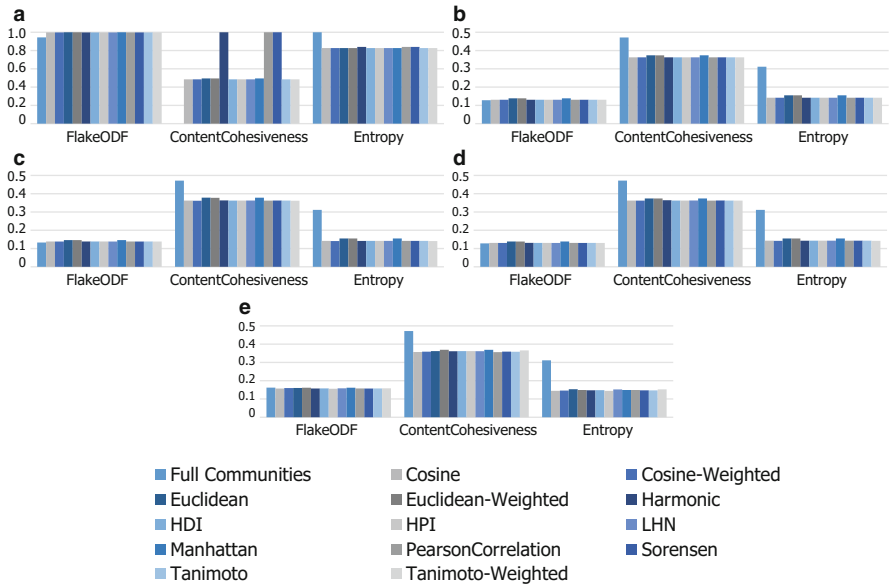 a
1.0
0.8
0.6
0.4
0.2
0
FlakeODF ContentCohesiveness Entropy
b
0.5
0.4
0.3
0.2
0.1
0
FlakeODF ContentCohesiveness Entropy
c
0.5
0.4
0.3
0.2
0.1
0
FlakeODF ContentCohesiveness Entropy
d
0.5
0.4
0.3
0.2
0.1
0
FlakeODF ContentCohesiveness Entropy
e
0.5
0.4
0.3
0.2
0.1
0
FlakeODF ContentCohesiveness Entropy
Full Communities Cosine Cosine-Weighted
Euclidean Euclidean-Weighted Harmonic
HDI HPI LHN
Manhattan PearsonCorrelation Sorensen
Tanimoto Tanimoto-Weighted